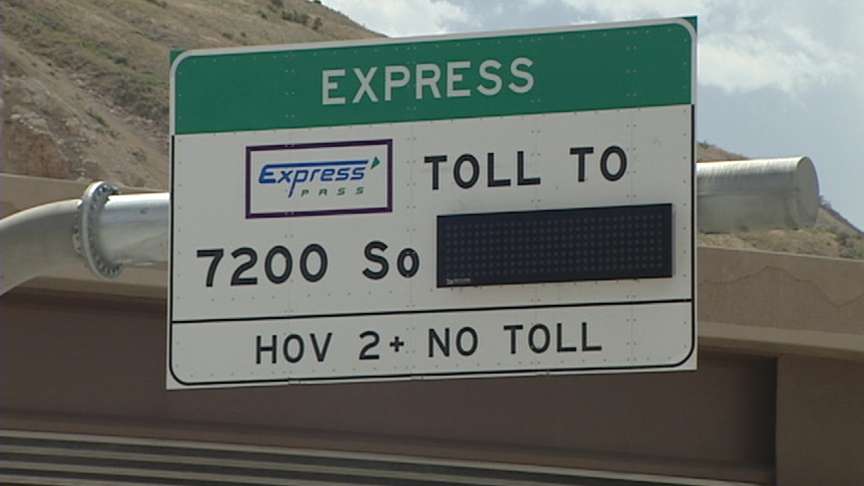 EXPRESS
Express TOLL TO
PASS
7200 So
HOV 2+ NO TOLL